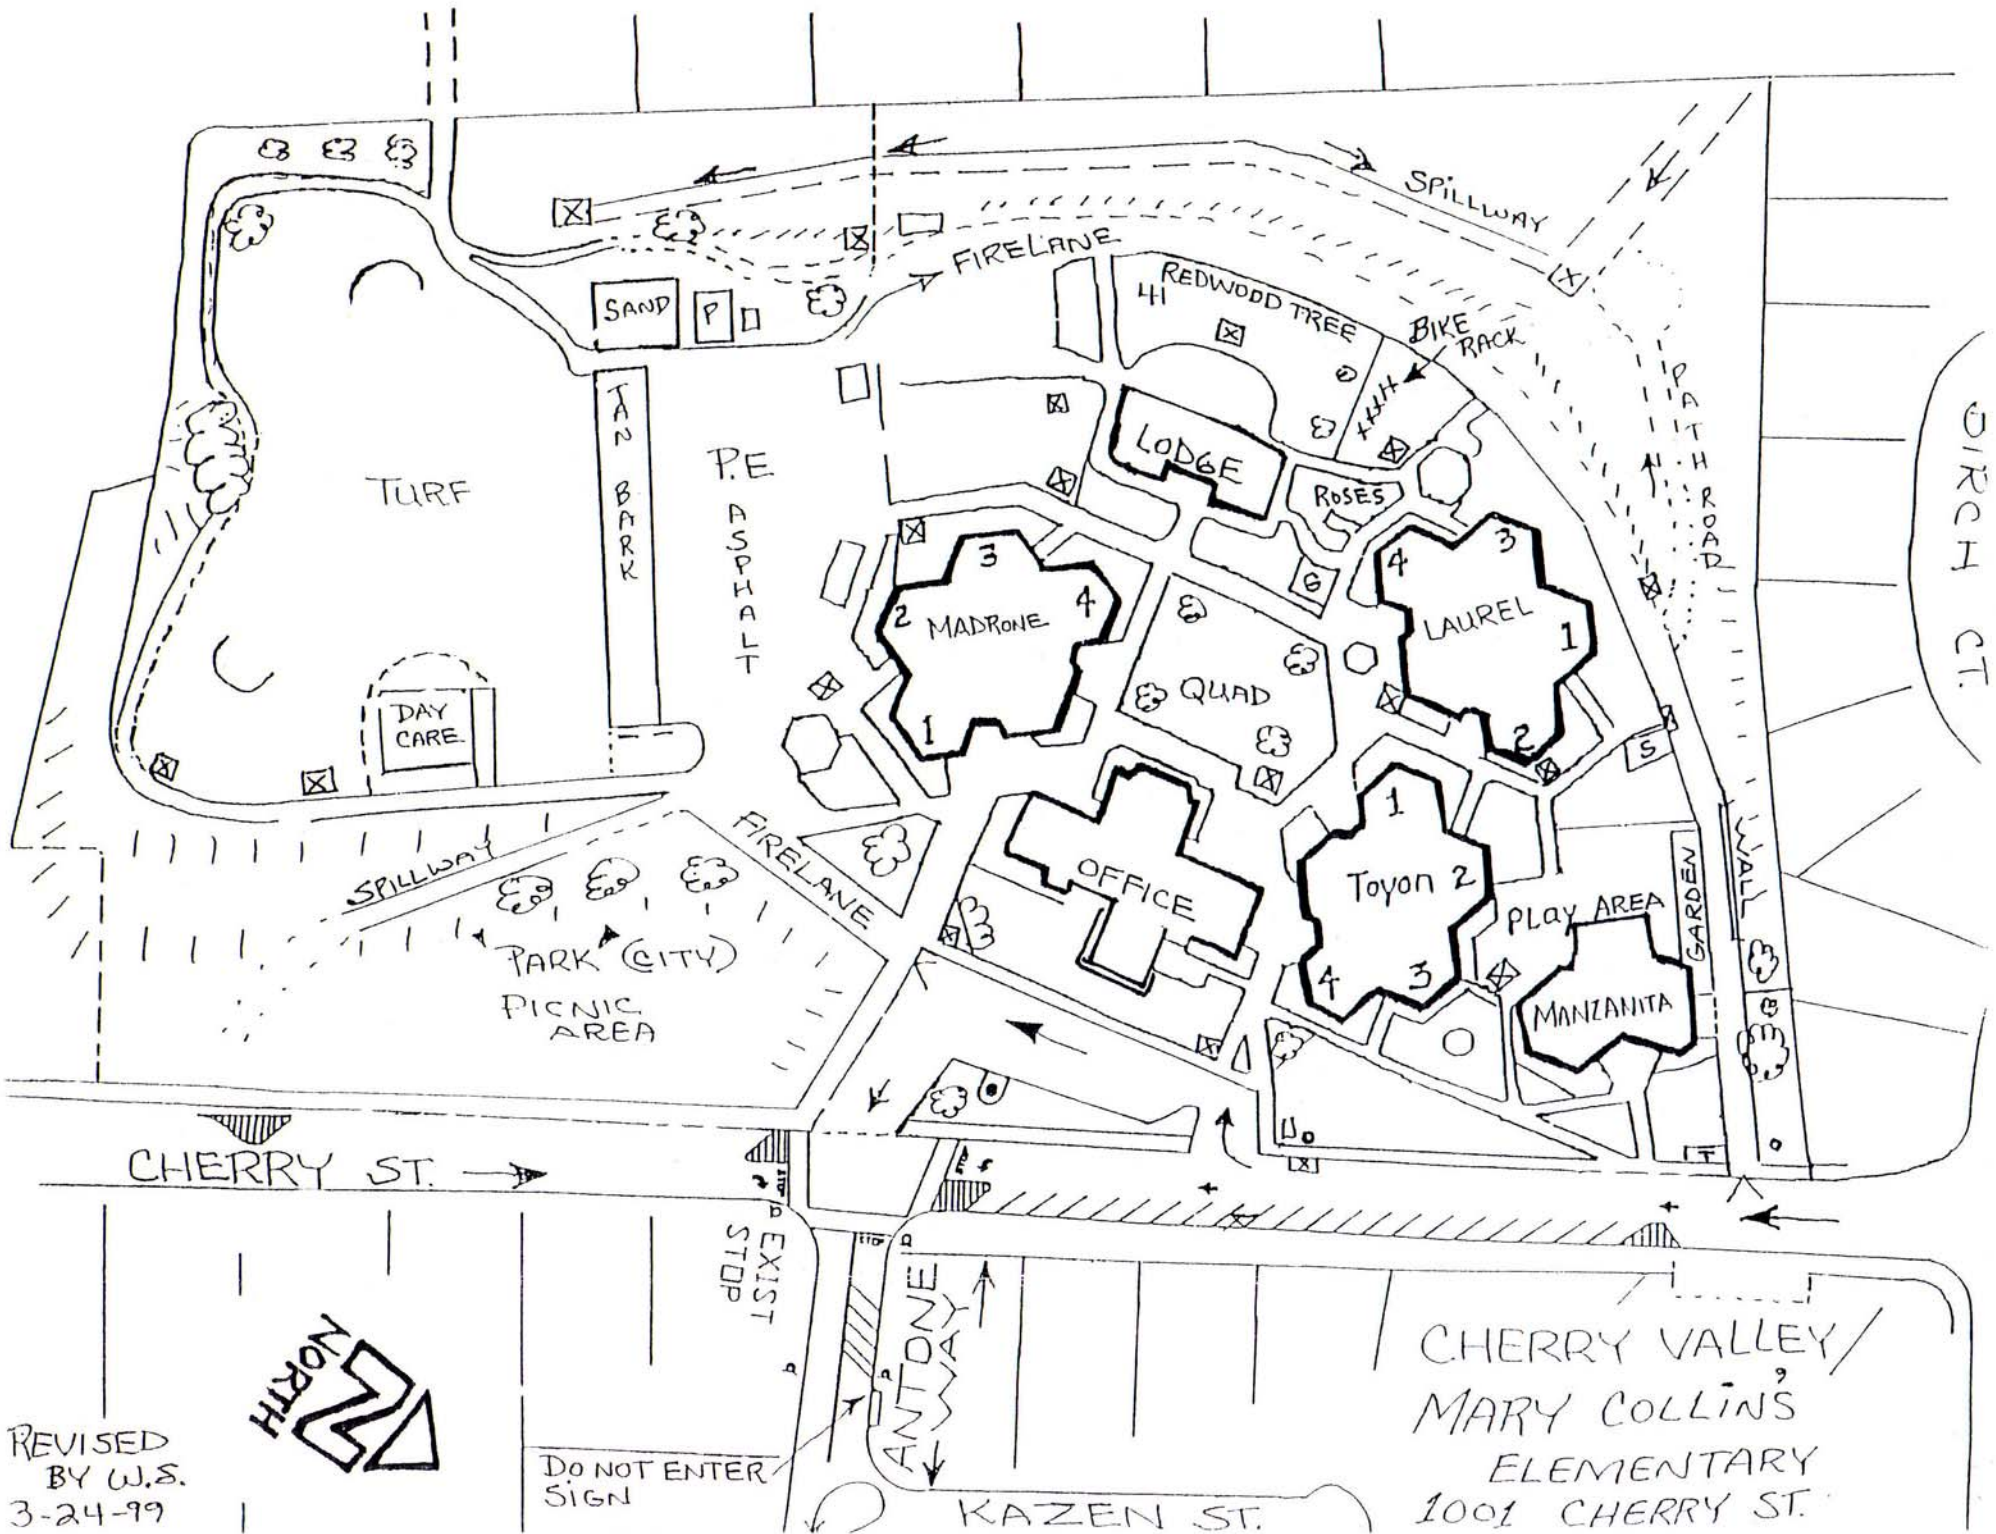 SPILLWAY
FIRELANE
REDWOOD TREE
41
BIKE
RACK
SAND
P
TAN BARK
P.E
ASPHALT
TURF
LODGE
ROSES
PATH ROAD
BIRCH CT.
G
3
2
MADRONE
4
1
4
3
LAUREL
1
2
QUAD
S
DAY
CARE
WALL
GARDEN
FIRELANE
SPILLWAY
OFFICE
1
Toyon 2
4
3
PLAY AREA
MANZANITA
PARK (CITY)
PICNIC
AREA
CHERRY ST.
T
EXIST
STOP
ANTONE
WAY
NORTH
N
DO NOT ENTER
SIGN
KAZEN ST.
REVISED
BY W.S.
3-24-99
CHERRY VALLEY/
MARY COLLIN'S
ELEMENTARY
1001 CHERRY ST.